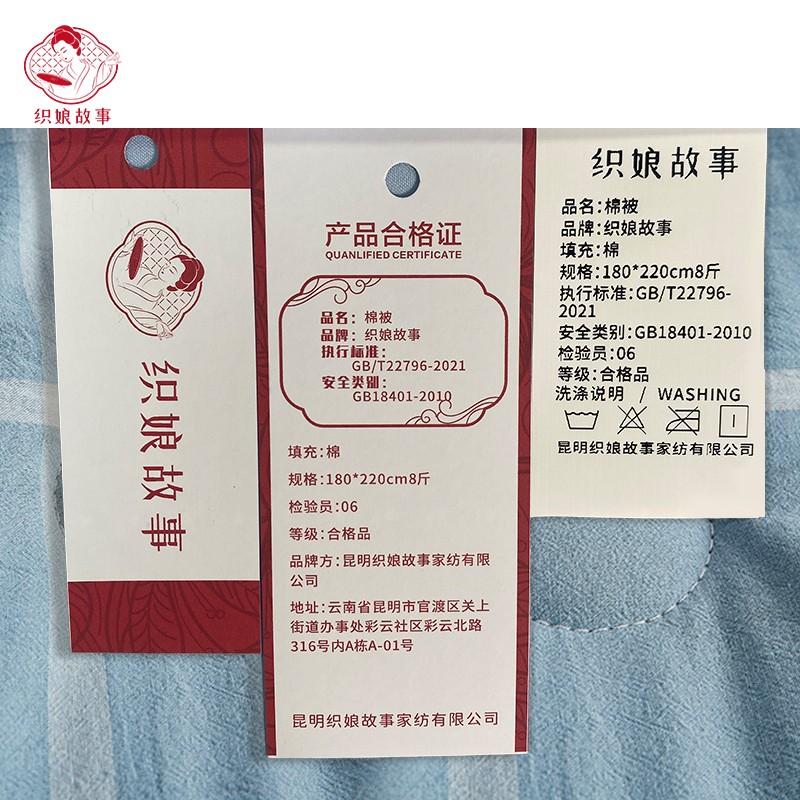 织娘故事
织娘故事
产品合格证
QUANLIFIED CERTIFICATE
品名：棉被
品牌：织娘故事
执行标准：
GB/T22796-2021
安全类别：
GB18401-2010
填充:棉
规格:180*220cm8斤
检验员:06
等级:合格品
品牌方：昆明织娘故事家纺有限
公司
地址:云南省昆明市官渡区关上
街道办事处彩云社区彩云北路
316号内A栋A-01号
昆明织娘故事家纺有限公司
织娘故事
品名:棉被
品牌:织娘故事
填充:棉
规格:180*220cm8斤
执行标准:GB/T22796-
2021
安全类别:GB18401-2010
检验员:06
等级:合格品
洗涤说明 / WASHING
昆明织娘故事家纺有限公司